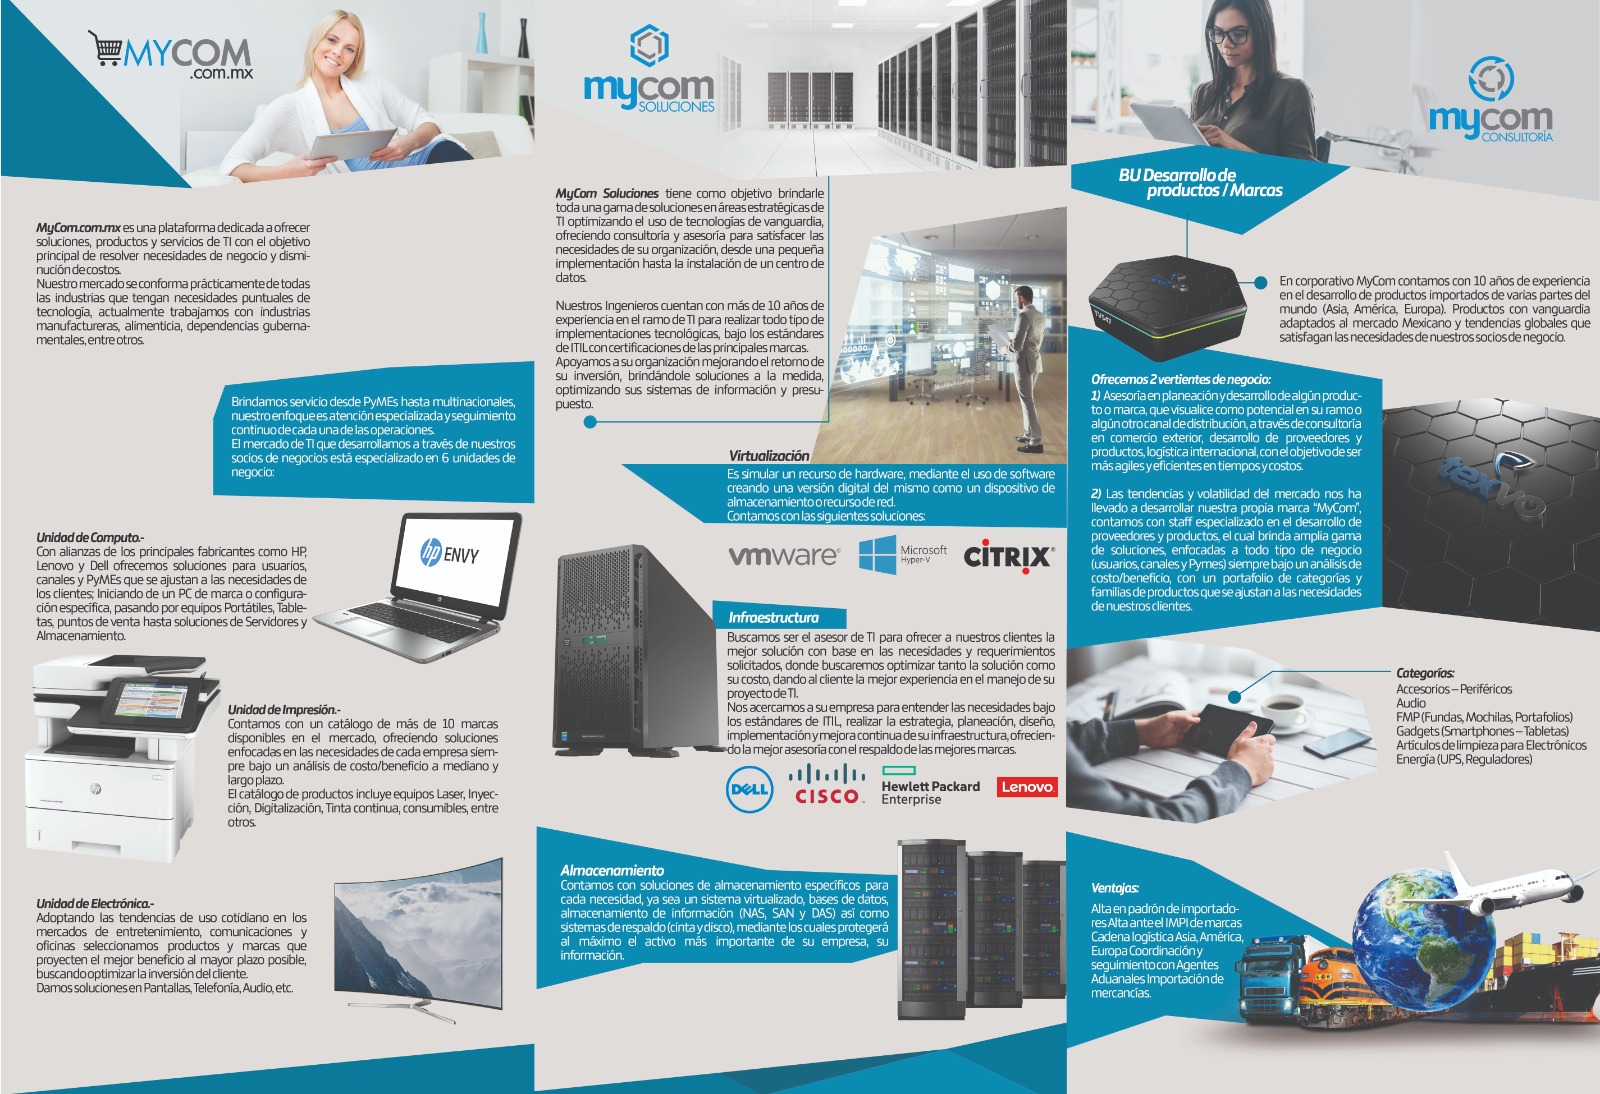 MYCOM
.com.mx
MyCom.com.mx es una plataforma dedicada a ofrecer
soluciones, productos y servicios de TI con el objetivo
principal de resolver necesidades de negocio y dismi-
nución de costos.
Nuestro mercado se conforma prácticamente de todas
las industrias que tengan necesidades puntuales de
tecnología, actualmente trabajamos con industrias
manufactureras, alimenticia, dependencias guberna-
mentales, entre otros.
Brindamos servicio desde PyMEs hasta multinacionales,
nuestro enfoque es atención especializada y seguimiento
continuo de cada una de las operaciones.
El mercado de TI que desarrollamos a través de nuestros
socios de negocios está especializado en 6 unidades de
negocio:
Unidad de Computo.-
Con alianzas de los principales fabricantes como HP,
Lenovo y Dell ofrecemos soluciones para usuarios,
canales y PyMEs que se ajustan a las necesidades de
los clientes; Iniciando de un PC de marca o configura-
ción específica, pasando por equipos Portátiles, Table-
tas, puntos de venta hasta soluciones de Servidores y
Almacenamiento.
hp ENVY
Unidad de Impresión.-
Contamos con un catálogo de más de 10 marcas
disponibles en el mercado, ofreciendo soluciones
enfocadas en las necesidades de cada empresa siem-
pre bajo un análisis de costo/beneficio a mediano y
largo plazo.
El catálogo de productos incluye equipos Laser, Inyec-
ción, Digitalización, Tinta continua, consumibles, entre
otros.
Unidad de Electrónica.-
Adoptando las tendencias de uso cotidiano en los
mercados de entretenimiento, comunicaciones y
oficinas seleccionamos productos y marcas que
proyecten el mejor beneficio al mayor plazo posible,
buscando optimizar la inversión del cliente.
Damos soluciones en Pantallas, Telefonía, Audio, etc.
mycom
SOLUCIONES
MyCom Soluciones tiene como objetivo brindarle
toda una gama de soluciones en áreas estratégicas de
TI optimizando el uso de tecnologías de vanguardia,
ofreciendo consultoría y asesoría para satisfacer las
necesidades de su organización, desde una pequeña
implementación hasta la instalación de un centro de
datos.
Nuestros Ingenieros cuentan con más de 10 años de
experiencia en el ramo de TI para realizar todo tipo de
implementaciones tecnológicas, bajo los estándares
de ITIL con certificaciones de las principales marcas.
Apoyamos a su organización mejorando el retorno de
su inversión, brindándole soluciones a la medida,
optimizando sus sistemas de información y presu-
puesto.
Virtualización
Es simular un recurso de hardware, mediante el uso de software
creando una versión digital del mismo como un dispositivo de
almacenamiento o recurso de red.
Contamos con las siguientes soluciones:
vmware®
Microsoft
Hyper-V
CITRIX®
Infraestructura
Buscamos ser el asesor de TI para ofrecer a nuestros clientes la
mejor solución con base en las necesidades y requerimientos
solicitados, donde buscaremos optimizar tanto la solución como
su costo, dando al cliente la mejor experiencia en el manejo de su
proyecto de TI.
Nos acercamos a su empresa para entender las necesidades bajo
los estándares de ITIL, realizar la estrategia, planeación, diseño,
implementación y mejora continua de su infraestructura, ofrecien-
do la mejor asesoría con el respaldo de las mejores marcas.
DELL
CISCO
Hewlett Packard
Enterprise
Lenovo
Almacenamiento
Contamos con soluciones de almacenamiento específicos para
cada necesidad, ya sea un sistema virtualizado, bases de datos,
almacenamiento de información (NAS, SAN y DAS) así como
sistemas de respaldo (cinta y disco), mediante los cuales protegerá
al máximo el activo más importante de su empresa, su
información.
mycom
CONSULTORÍA
BU Desarrollo de
productos / Marcas
TV947
En corporativo MyCom contamos con 10 años de experiencia
en el desarrollo de productos importados de varias partes del
mundo (Asia, América, Europa). Productos con vanguardía
adaptados al mercado Mexicano y tendencias globales que
satisfagan las necesidades de nuestros socios de negocio.
Ofrecemos 2 vertientes de negocio:
1) Asesoría en planeación y desarrollo de algún produc-
to o marca, que visualice como potencial en su ramo o
algún otro canal de distribución, a través de consultoría
en comercio exterior, desarrollo de proveedores y
productos, logística internacional, con el objetivo de ser
más agiles y eficientes en tiempos y costos.
2) Las tendencias y volatilidad del mercado nos ha
llevado a desarrollar nuestra propia marca "MyCom",
contamos con staff especializado en el desarrollo de
proveedores y productos, el cual brinda amplia gama
de soluciones, enfocadas a todo tipo de negocio
(usuarios, canales y Pymes) siempre bajo un análisis de
costo/beneficio, con un portafolio de categorías y
familias de productos que se ajustan a las necesidades
de nuestros clientes.
texvo
Categorías:
Accesorios – Periféricos
Audio
FMP (Fundas, Mochilas, Portafolios)
Gadgets (Smartphones – Tabletas)
Artículos de limpieza para Electrónicos
Energía (UPS, Reguladores)
Ventajas:
Alta en padrón de importado-
res Alta ante el IMPI de marcas
Cadena logística Asia, América,
Europa Coordinación y
seguimiento con Agentes
Aduanales Importación de
mercancías.